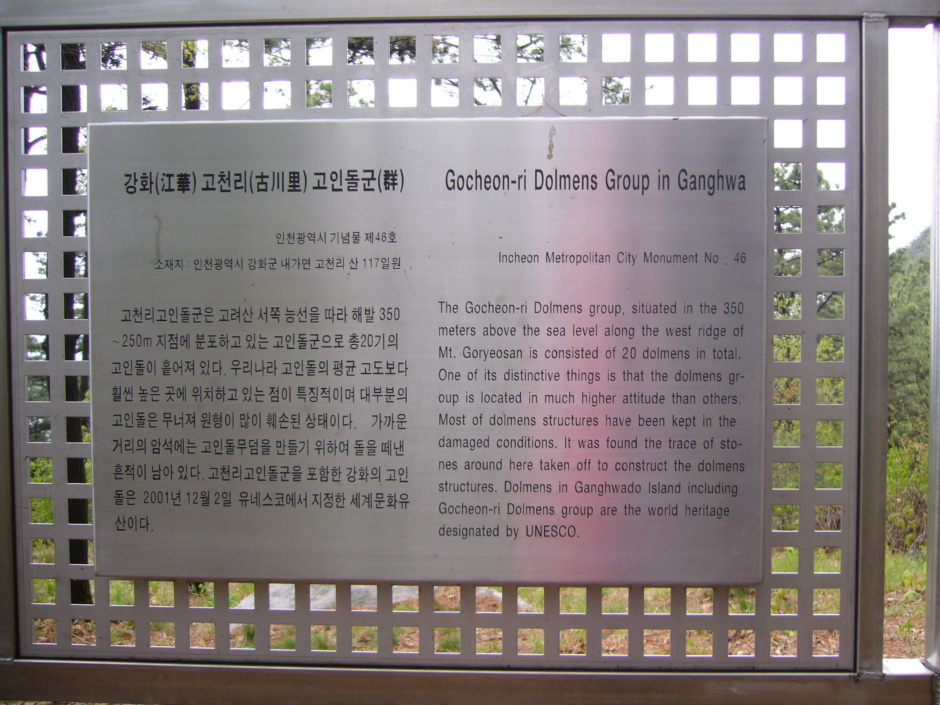 강화(江華) 고천리(古川里) 고인돌군(群)
인천광역시 기념물 제46호
소재지 : 인천광역시 강화군 내가면 고천리 산 117일원
고천리고인돌군은 고려산 서쪽 능선을 따라 해발 350
~250m 지점에 분포하고 있는 고인돌군으로 총20기의
고인돌이 흩어져 있다. 우리나라 고인돌의 평균 고도보다
훨씬 높은 곳에 위치하고 있는 점이 특징적이며 대부분의
고인돌은 무너져 원형이 많이 훼손된 상태이다. 가까운
거리의 암석에는 고인돌무덤을 만들기 위하여 돌을 떼낸
흔적이 남아 있다. 고천리고인돌군을 포함한 강화의 고인
돌은 2001년 12월 2일 유네스코에서 지정한 세계문화유
산이다.
Gocheon-ri Dolmens Group in Ganghwa
Incheon Metropolitan City Monument No . 46
The Gocheon-ri Dolmens group, situated in the 350
meters above the sea level along the west ridge of
Mt. Goryeosan is consisted of 20 dolmens in total.
One of its distinctive things is that the dolmens gr-
oup is located in much higher attitude than others.
Most of dolmens structures have been kept in the
damaged conditions. It was found the trace of sto-
nes around here taken off to construct the dolmens
structures. Dolmens in Ganghwado Island including
Gocheon-ri Dolmens group are the world heritage
designated by UNESCO.